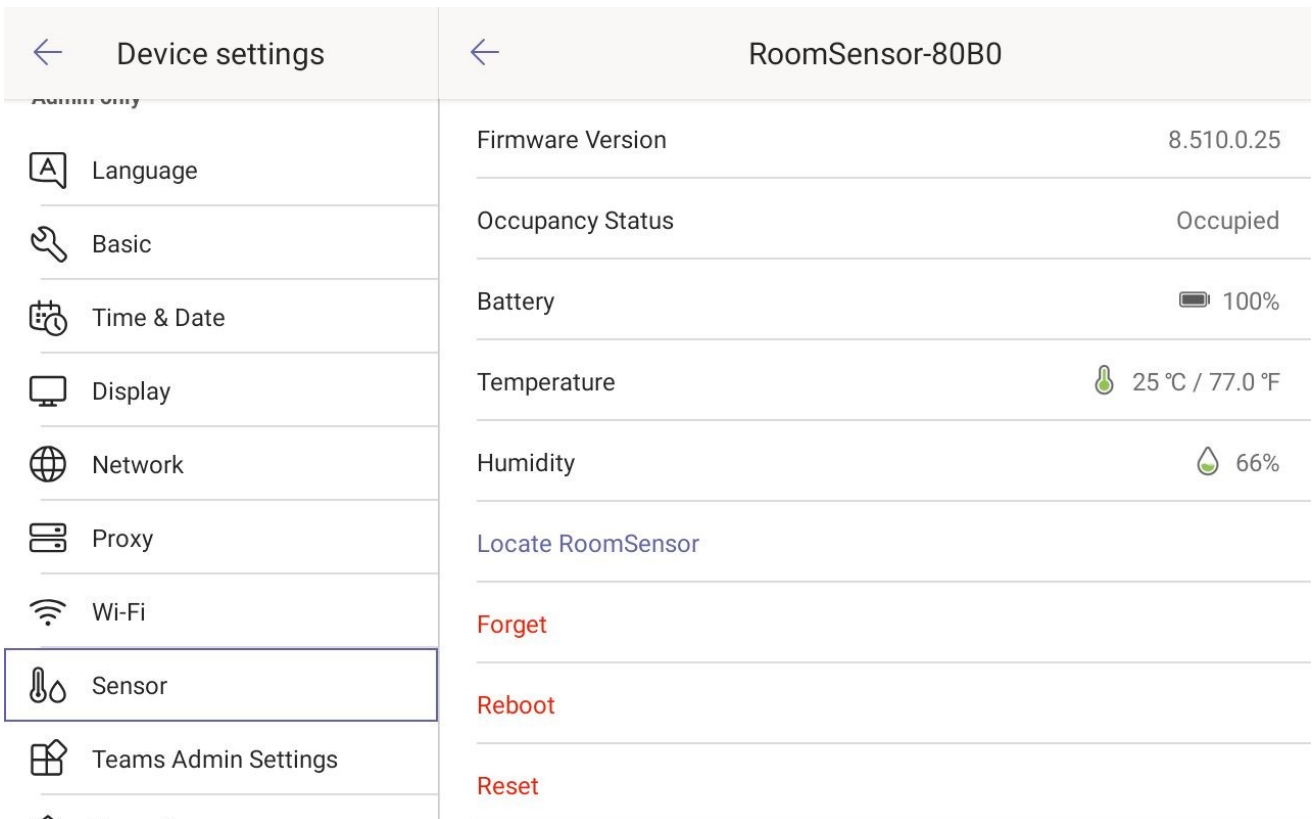 Device settings
Admin only
Language
Basic
Time & Date
Display
Network
Proxy
Wi-Fi
Sensor
Teams Admin Settings
RoomSensor-80B0
Firmware Version 8.510.0.25
Occupancy Status Occupied
Battery 100%
Temperature 25 ℃ / 77.0 ℉
Humidity 66%
Locate RoomSensor
Forget
Reboot
Reset